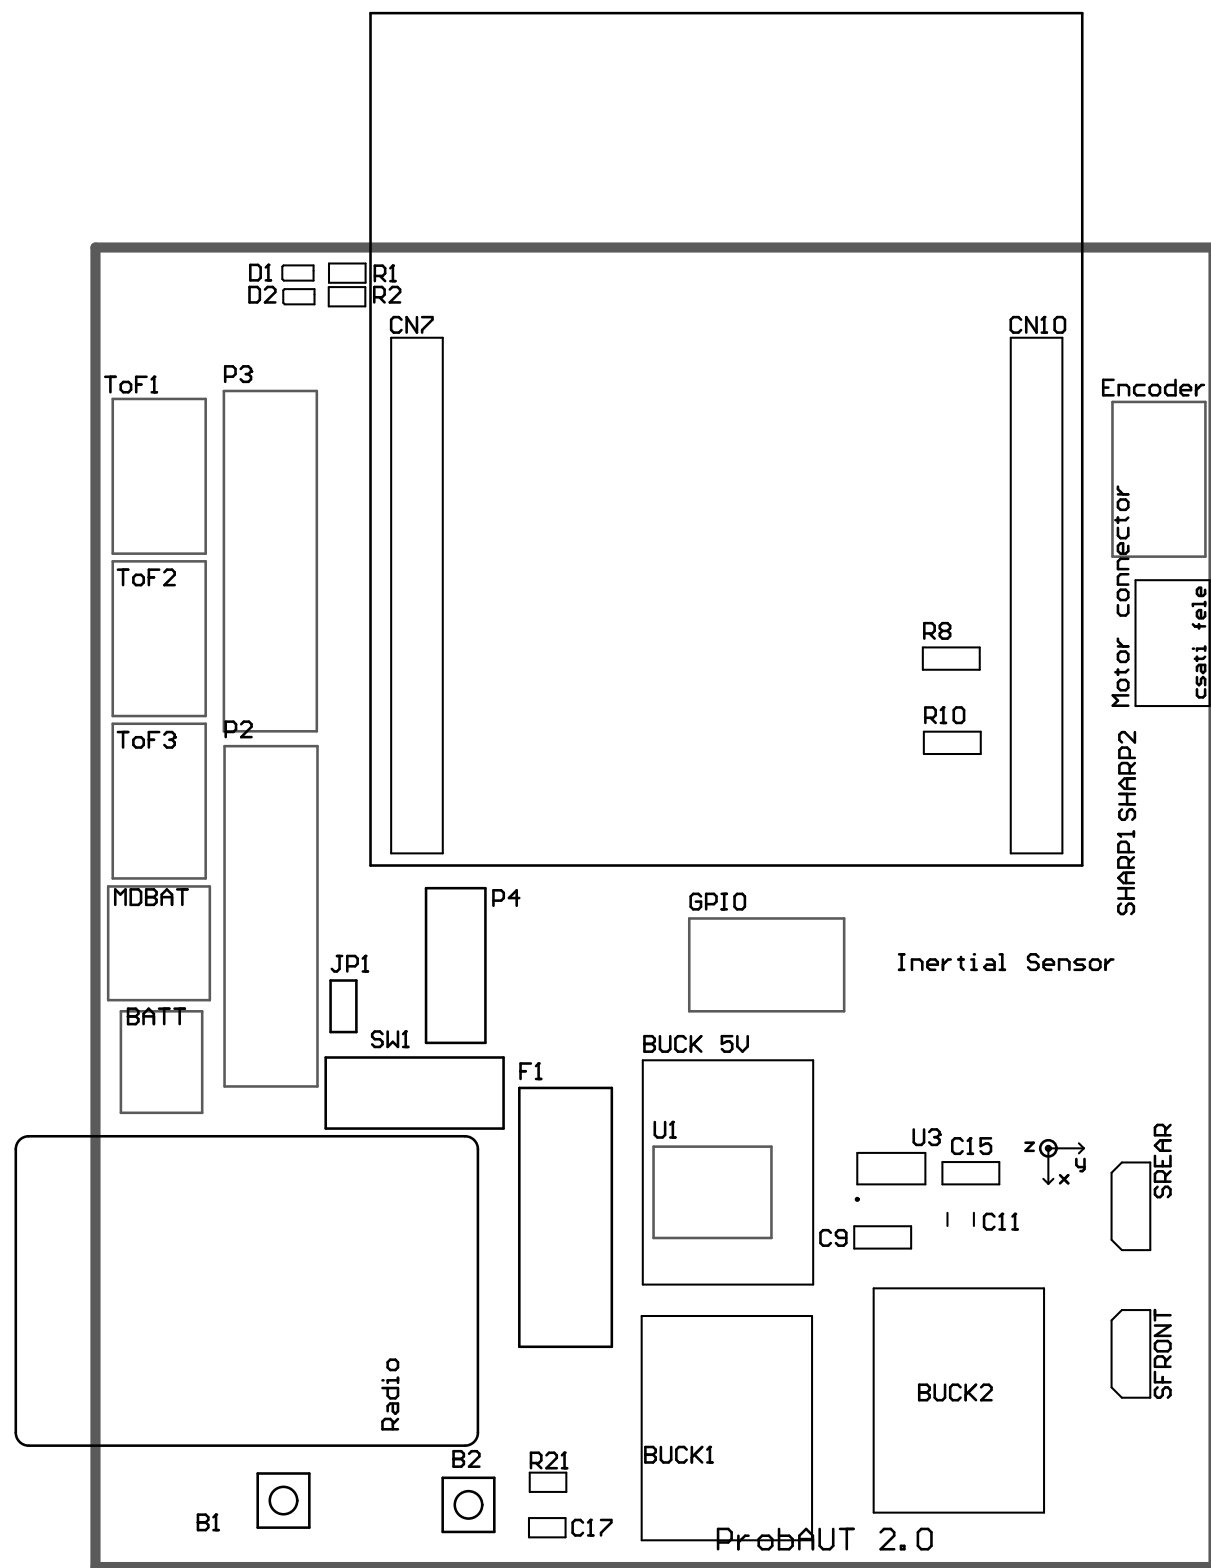 D1
R1
D2
R2
CN7
CN10
P3
ToF1
Encoder
Motor connector
ToF2
csati fele
R8
R10
P2
ToF3
SHARP2
SHARP1
MDBAT
P4
GPIO
JP1
Inertial Sensor
BATT
SW1
BUCK 5V
F1
U1
U3
C15
z
y
x
SREAR
C11
C9
SFRONT
Radio
BUCK2
B2
R21
BUCK1
B1
C17
ProbAUT 2.0